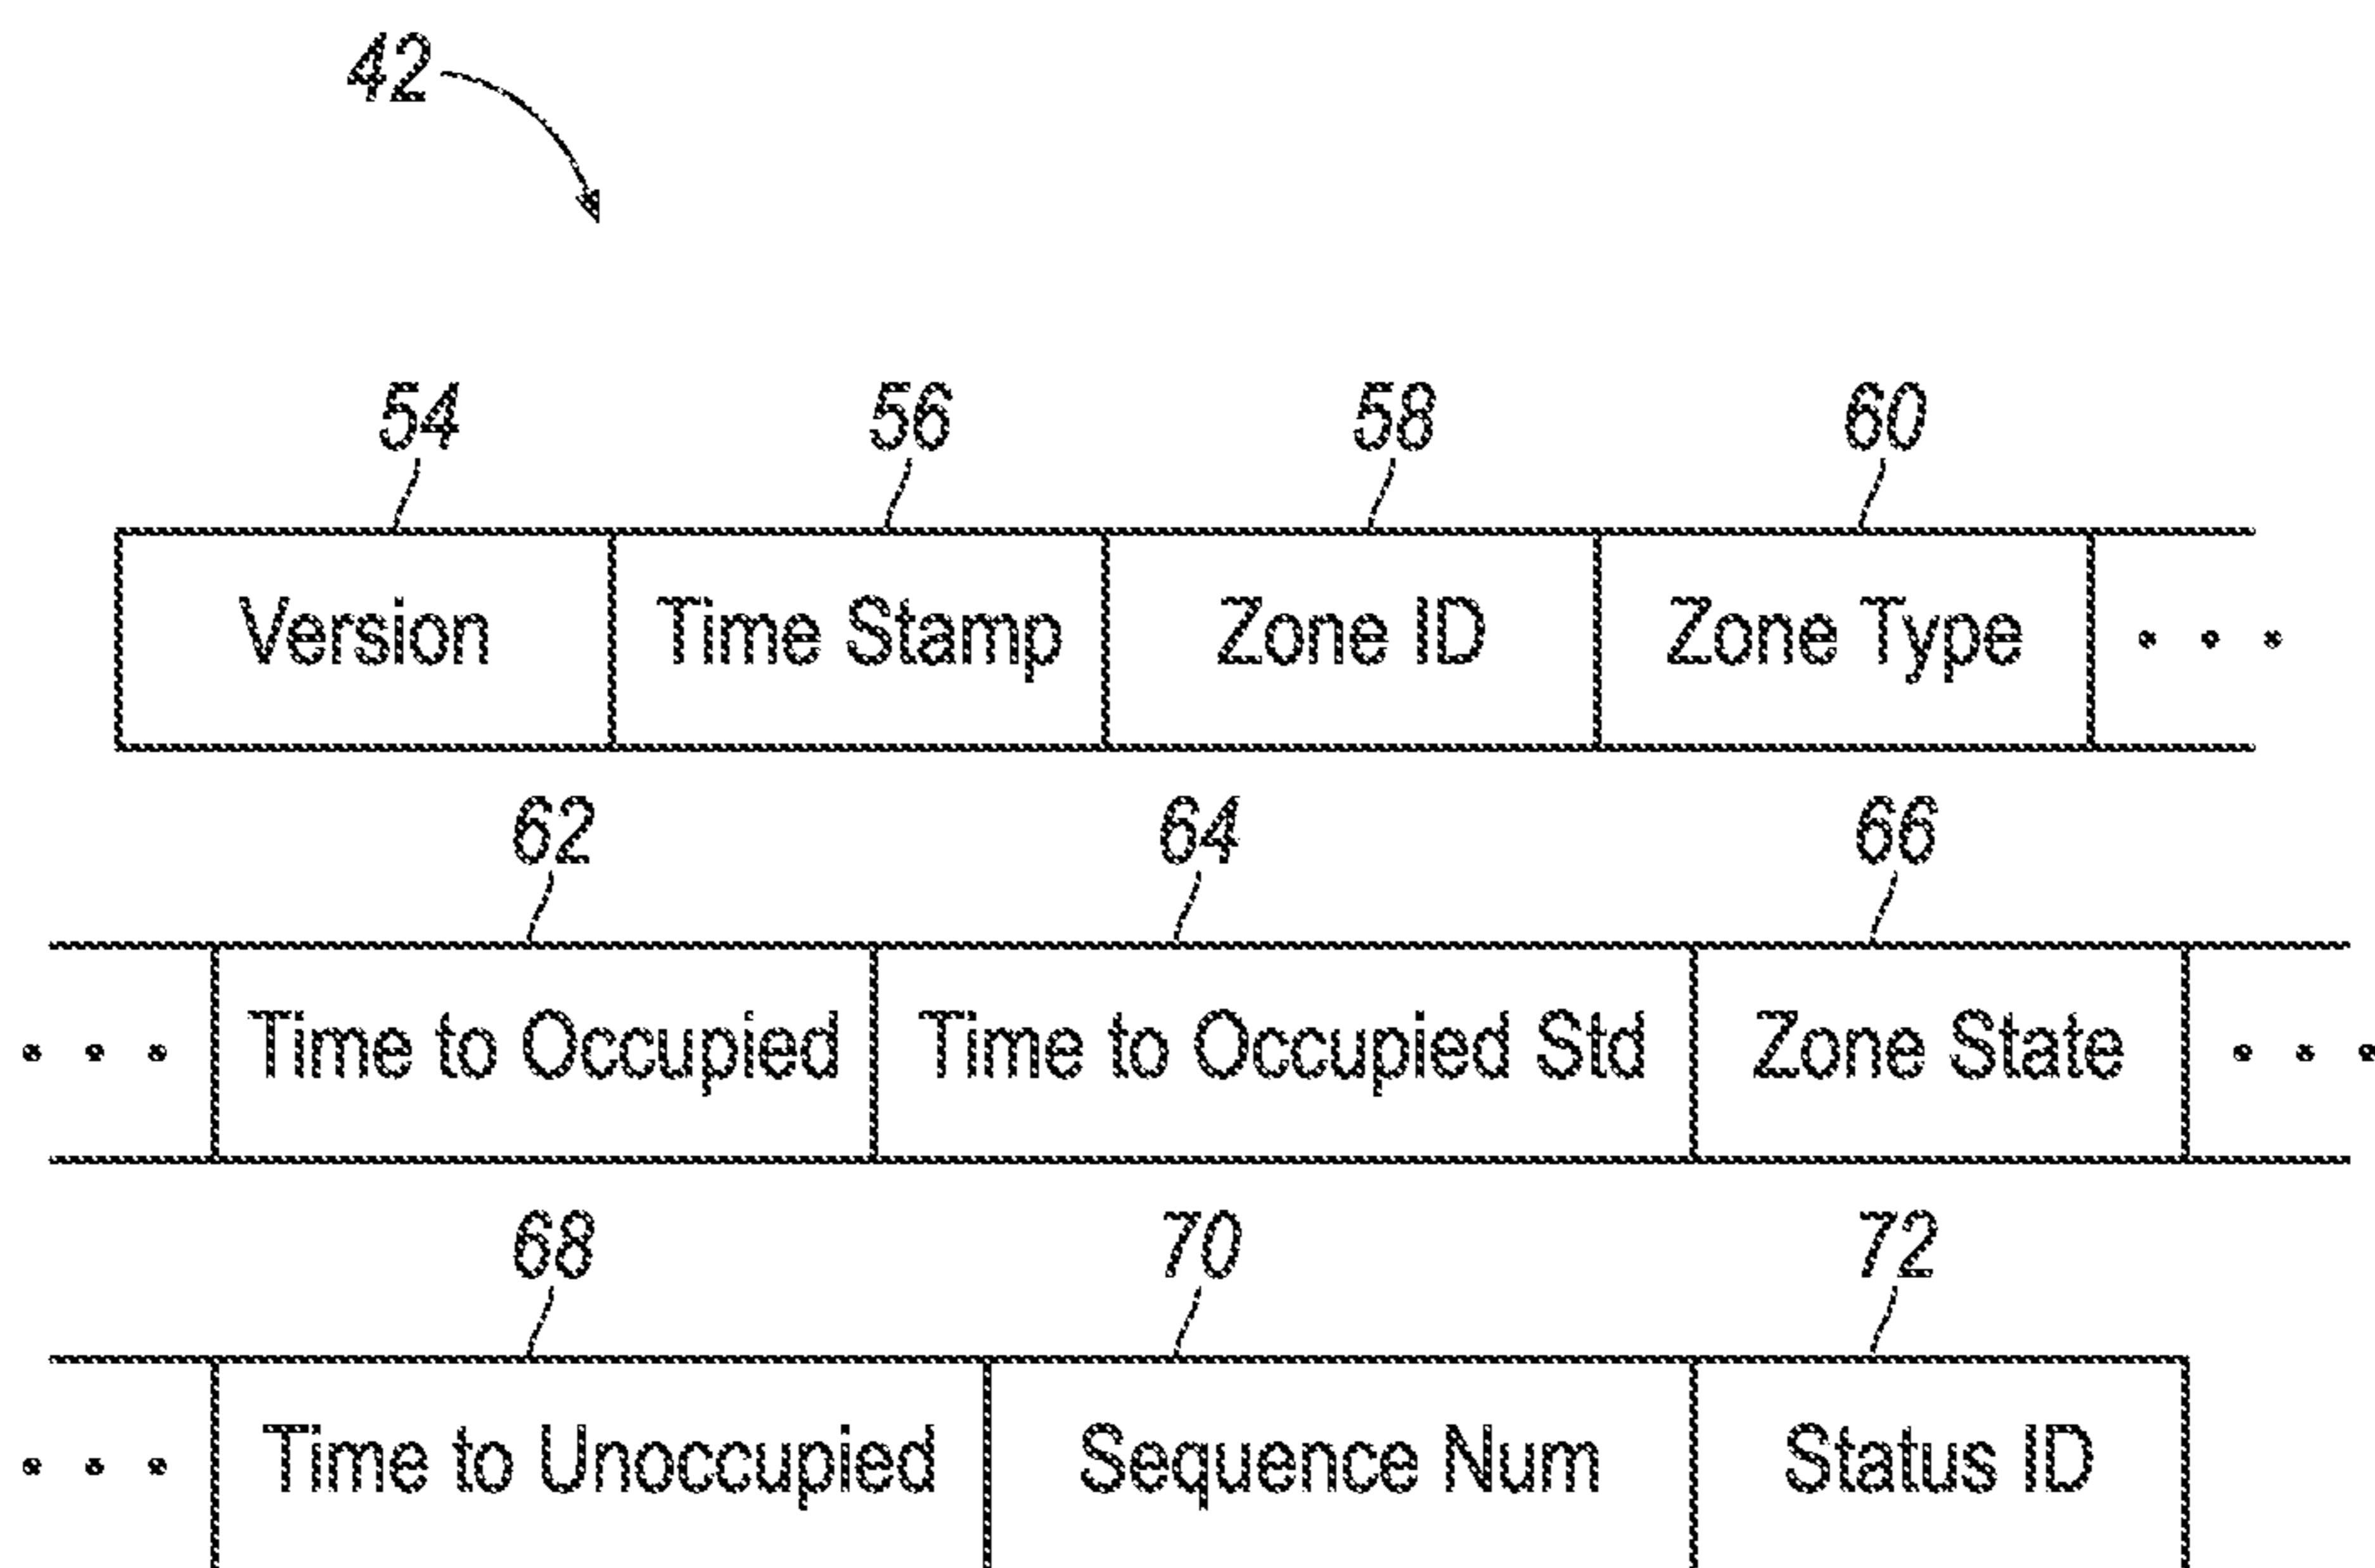 42
54 56 58 60
Version Time Stamp Zone ID Zone Type . . .
62 64 66
. . . Time to Occupied Time to Occupied Std Zone State . . .
68 70 72
. . . Time to Unoccupied Sequence Num Status ID